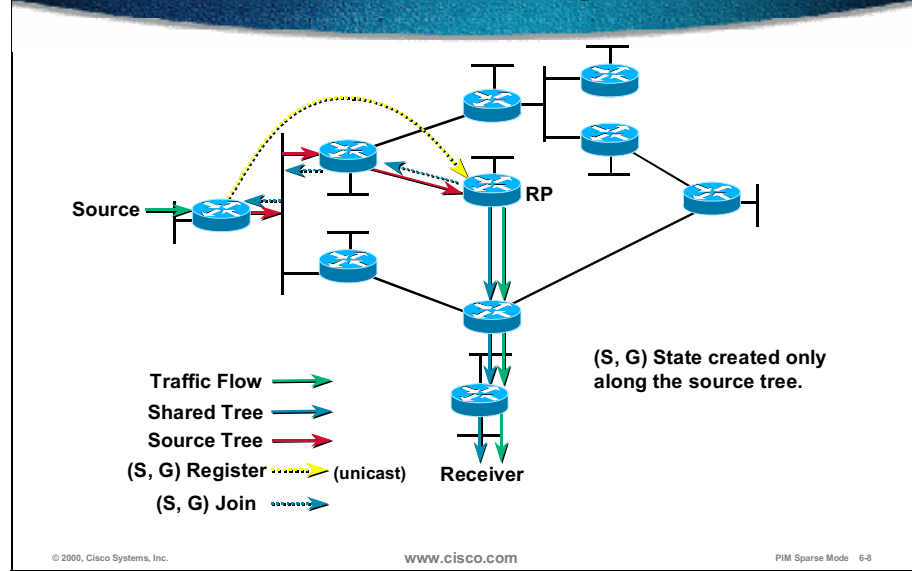 Source
RP
(S, G) State created only
along the source tree.
Traffic Flow
Shared Tree
Source Tree
(S, G) Register
(unicast)
(S, G) Join
Receiver
© 2000, Cisco Systems, Inc.
www.cisco.com
PIM Sparse Mode 6-8